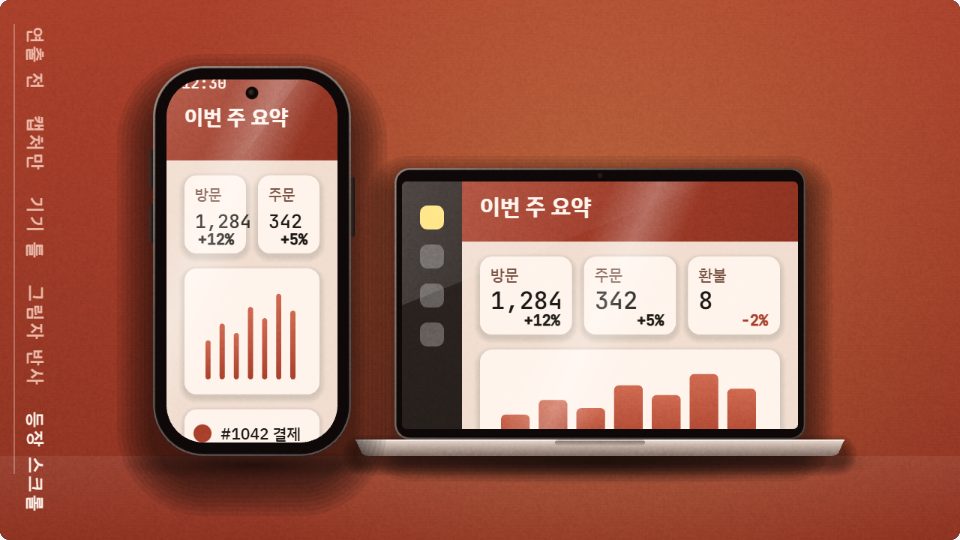 연출 전 캡처만 기기 틀 그림자 반사 등장 스크롤
12:30
이번 주 요약
방문
1,284
+12%
주문
342
+5%
#1042 결제
이번 주 요약
방문
1,284
+12%
주문
342
+5%
환불
8
-2%